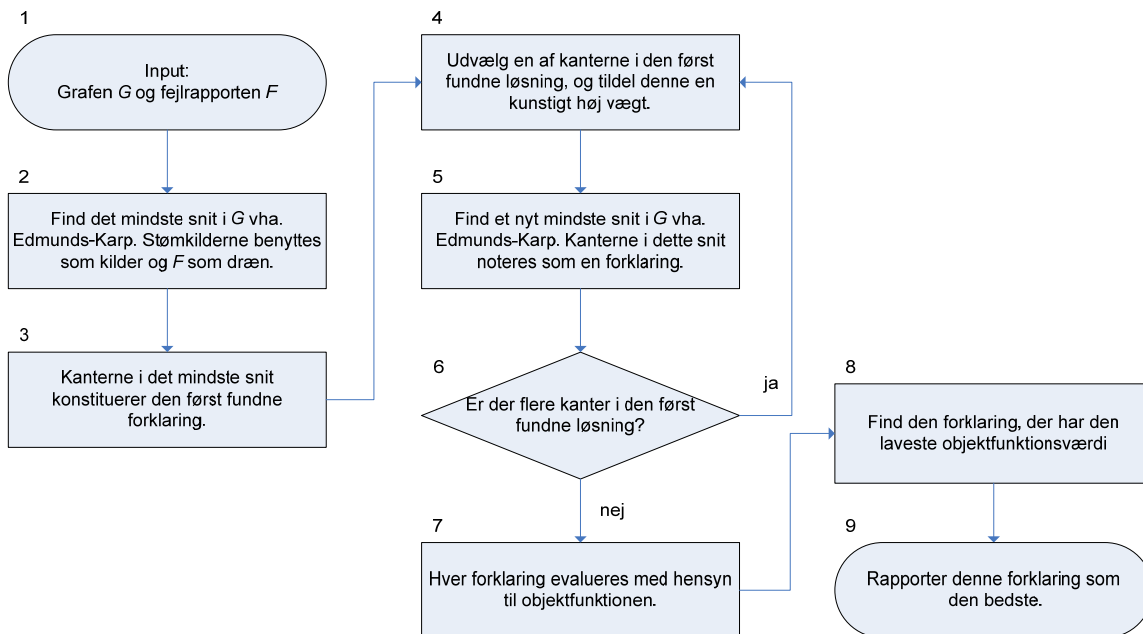 1
Input:
Grafen G og fejlrapporten F
2
Find det mindste snit i G vha.
Edmunds-Karp. Stømkilderne benyttes
som kilder og F som dræn.
3
Kanterne i det mindste snit
konstituerer den først fundne
forklaring.
4
Udvælg en af kanterne i den først
fundne løsning, og tildel denne en
kunstigt høj vægt.
5
Find et nyt mindste snit i G vha.
Edmunds-Karp. Kanterne i dette snit
noteres som en forklaring.
6
Er der flere kanter i den først
fundne løsning?
ja
nej
7
Hver forklaring evalueres med hensyn
til objektfunktionen.
8
Find den forklaring, der har den
laveste objektfunktionsværdi
9
Rapporter denne forklaring som
den bedste.